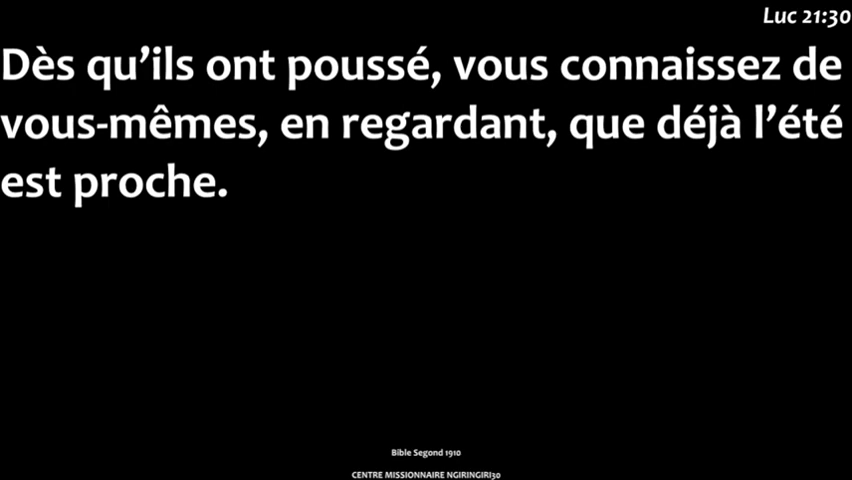 Luc 21:30
Dès qu’ils ont poussé, vous connaissez de
vous-mêmes, en regardant, que déjà l’été
est proche.
Bible Segond 1910
CENTRE MISSIONNAIRE NGIRINGIRI30